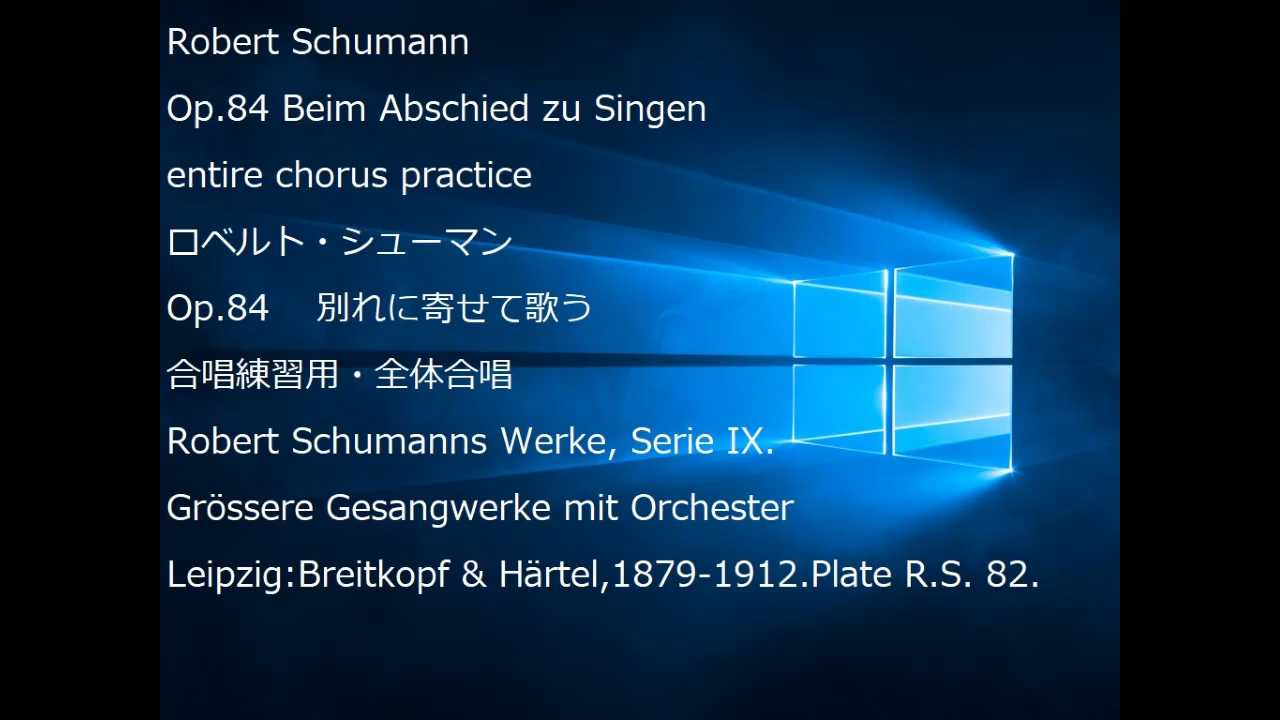 Robert Schumann
Op.84 Beim Abschied zu Singen
entire chorus practice
ロベルト・シューマン
Op.84　別れに寄せて歌う
合唱練習用・全体合唱
Robert Schumanns Werke, Serie IX.
Grössere Gesangwerke mit Orchester
Leipzig:Breitkopf & Härtel,1879-1912.Plate R.S. 82.